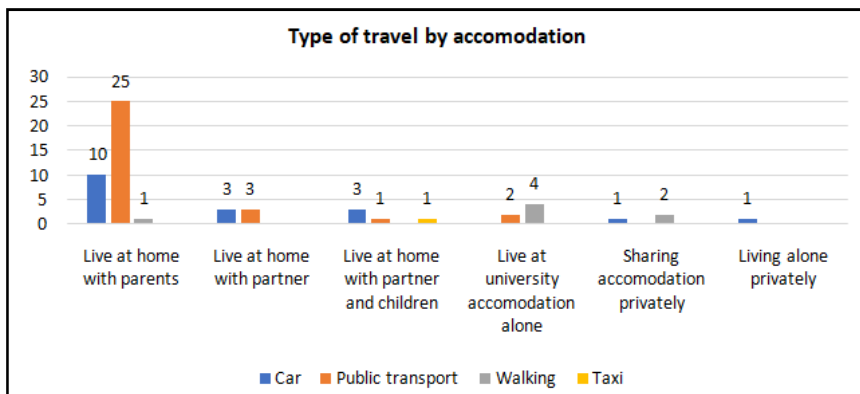 Type of travel by accomodation
30
25
20
15
10
5
0
10
25
1
3
3
3
1
1
2
4
1
2
1
Live at home
with parents
Live at home
with partner
Live at home
with partner
and children
Live at
university
accomodation
alone
Sharing
accomodation
privately
Living alone
privately
Car
Public transport
Walking
Taxi